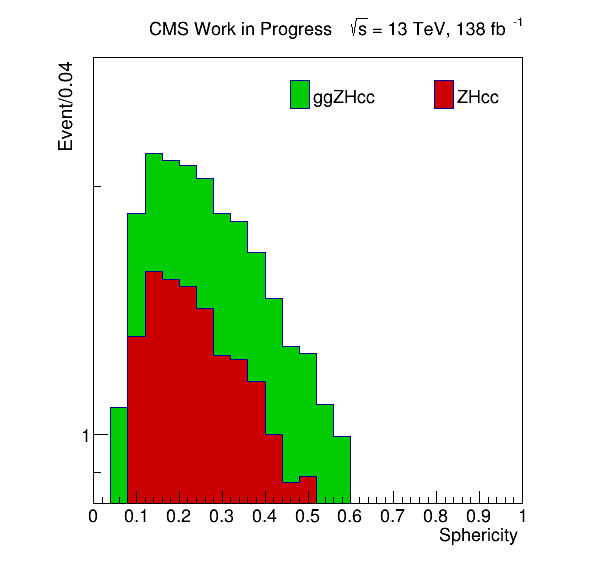 CMS Work in Progress √s = 13 TeV, 138 fb⁻¹
Event/0.04
ggZHcc ZHcc
1
0 0.1 0.2 0.3 0.4 0.5 0.6 0.7 0.8 0.9 1
Sphericity